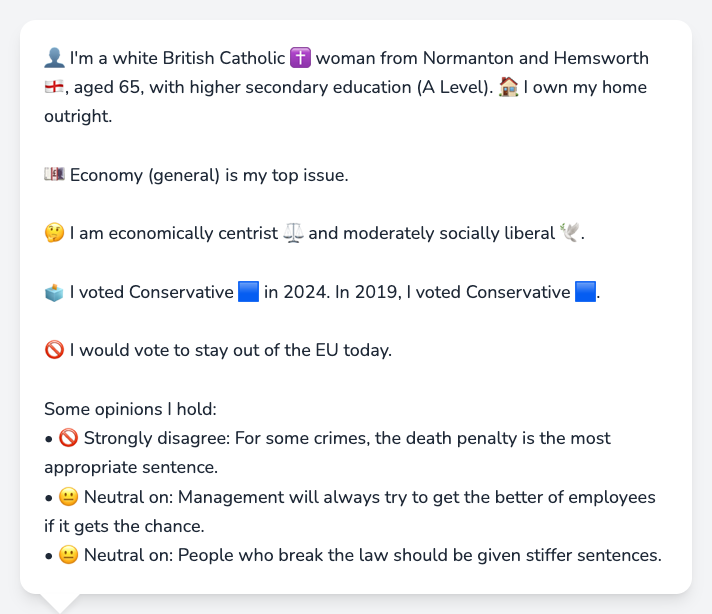 👤 I'm a white British Catholic ✝️ woman from Normanton and Hemsworth
🏴󠁧󠁢󠁥󠁮󠁧󠁿, aged 65, with higher secondary education (A Level). 🏠 I own my home
outright.
💷 Economy (general) is my top issue.
🤔 I am economically centrist ⚖️ and moderately socially liberal 🕊️.
🗳️ I voted Conservative 🟦 in 2024. In 2019, I voted Conservative 🟦.
🚫 I would vote to stay out of the EU today.
Some opinions I hold:
• 🚫 Strongly disagree: For some crimes, the death penalty is the most
appropriate sentence.
• 😐 Neutral on: Management will always try to get the better of employees
if it gets the chance.
• 😐 Neutral on: People who break the law should be given stiffer sentences.